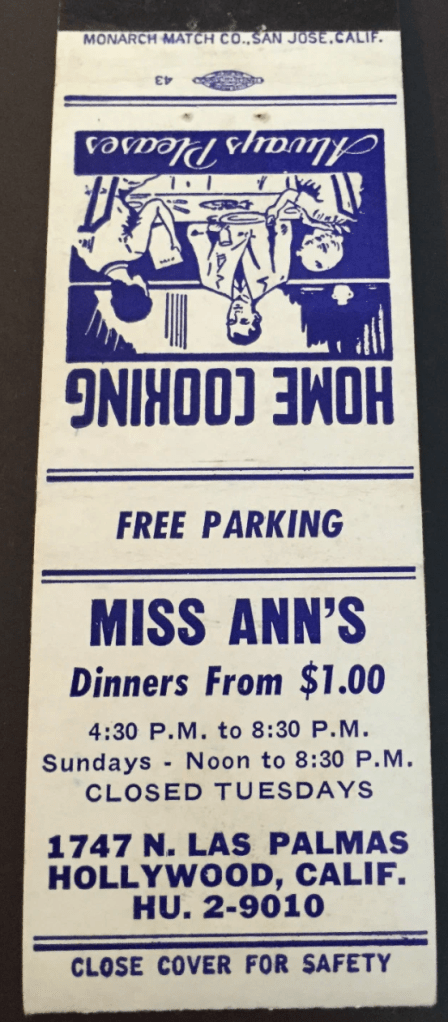 MONARCH MATCH CO., SAN JOSE, CALIF.
43
Always Pleases
HOME COOKING
FREE PARKING
MISS ANN'S
Dinners From $1.00
4:30 P.M. to 8:30 P.M.
Sundays - Noon to 8:30 P.M.
CLOSED TUESDAYS
1747 N. LAS PALMAS
HOLLYWOOD, CALIF.
HU. 2-9010
CLOSE COVER FOR SAFETY